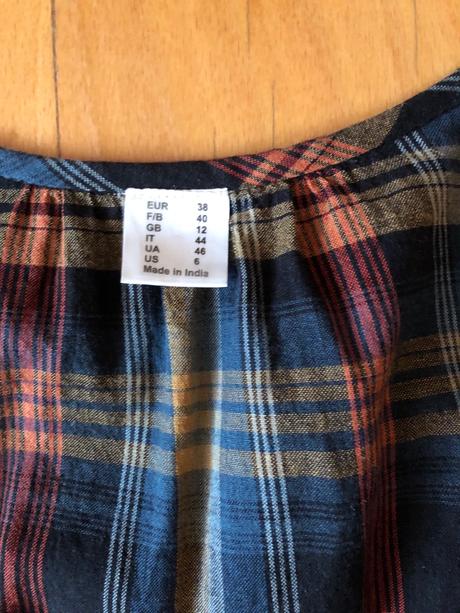 EUR 38
F/B 40
GB 12
IT 44
UA 46
US 6
Made in India